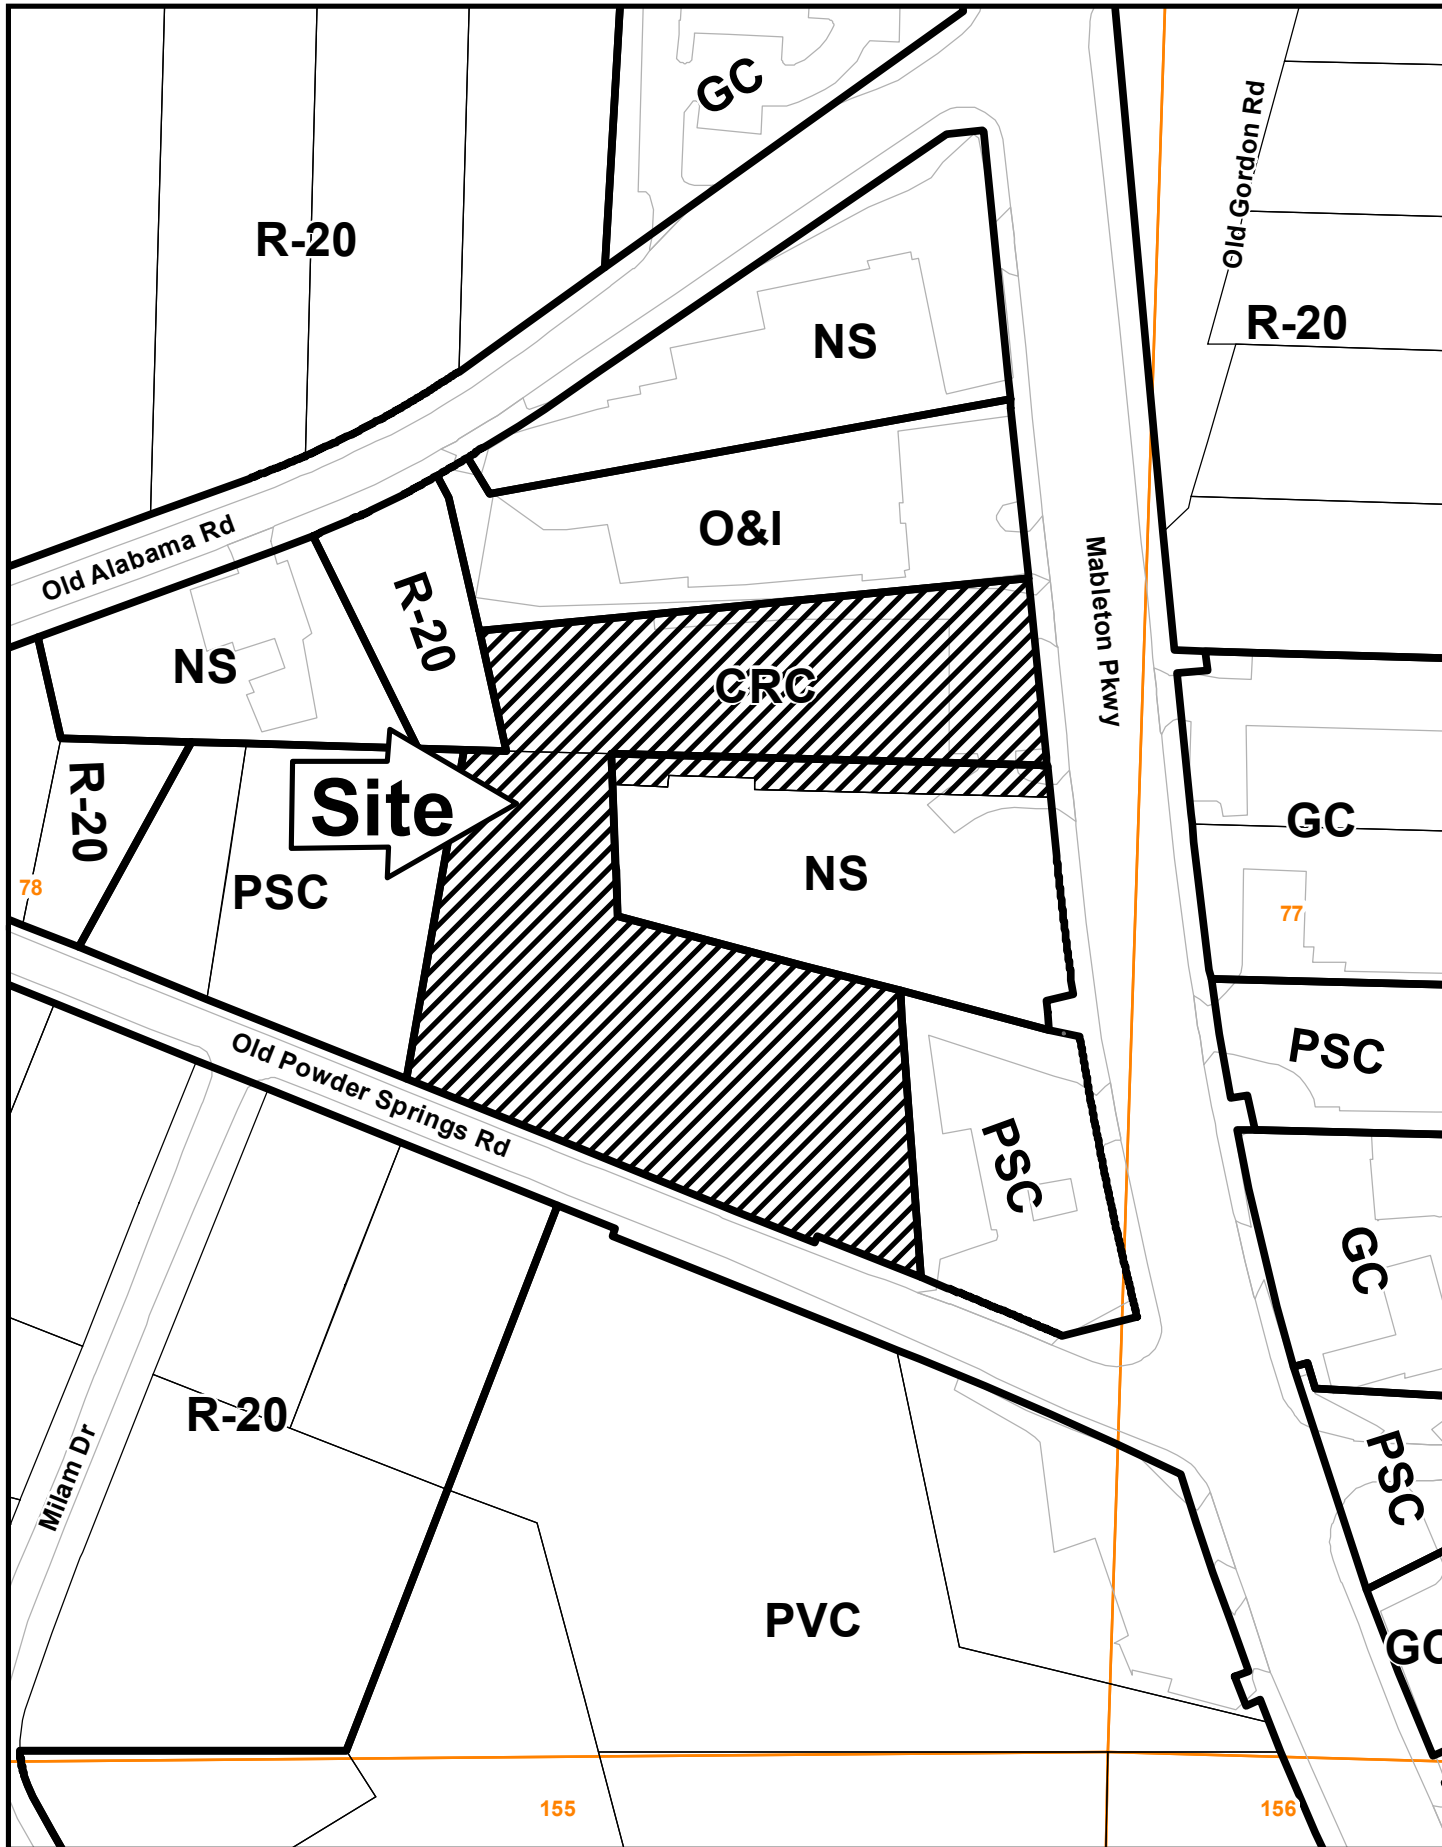 GC
Old Gordon Rd
R-20
R-20
NS
O&I
Old Alabama Rd
Mableton Pkwy
R-20
NS
CRC
R-20
Site
GC
NS
78
PSC
77
Old Powder Springs Rd
PSC
PSC
GC
R-20
Milam Dr
PSC
PVC
GC
155
156